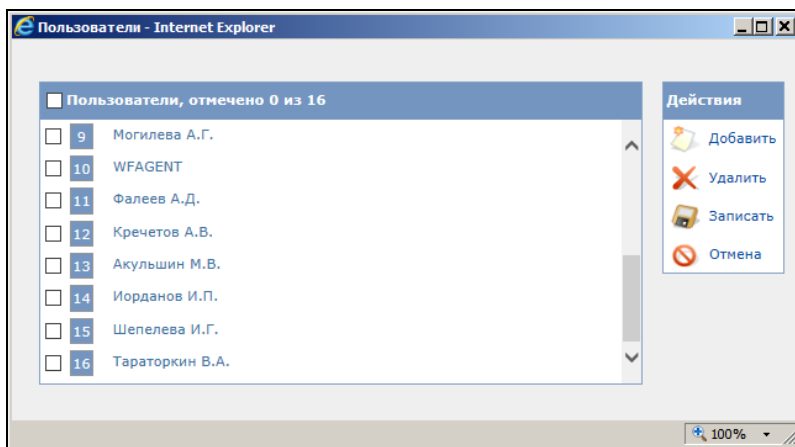 Пользователи - Internet Explorer
Пользователи, отмечено 0 из 16
9 Могилева А.Г.
10 WFAGENT
11 Фалеев А.Д.
12 Кречетов А.В.
13 Акульшин М.В.
14 Иорданов И.П.
15 Шепелева И.Г.
16 Тараторкин В.А.
Действия
Добавить
Удалить
Записать
Отмена
100%